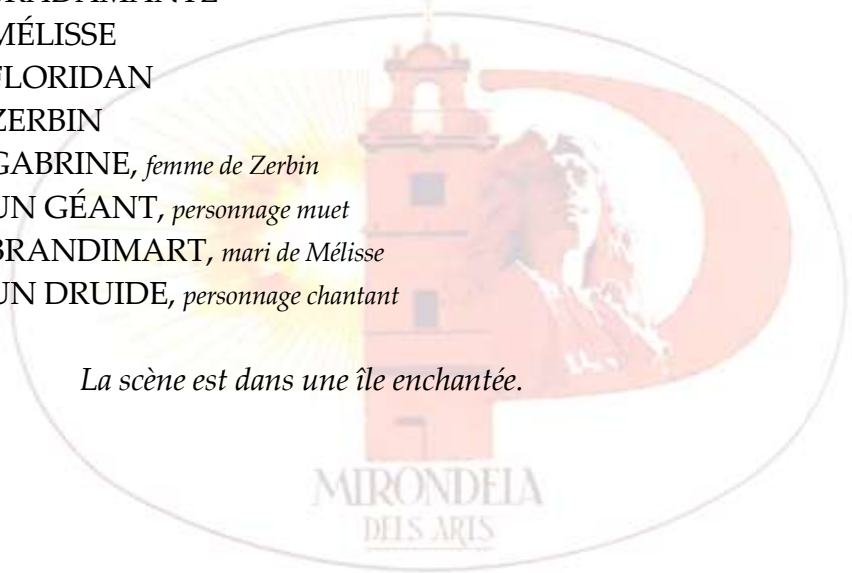 MÉLISSE
FLORIDAN
ZERBIN
GABRINE, femme de Zerbin
UN GÉANT, personnage muet
BRANDIMART, mari de Mélisse
UN DRUIDE, personnage chantant
La scène est dans une île enchantée.
MIRONDELA
DELS ARTS